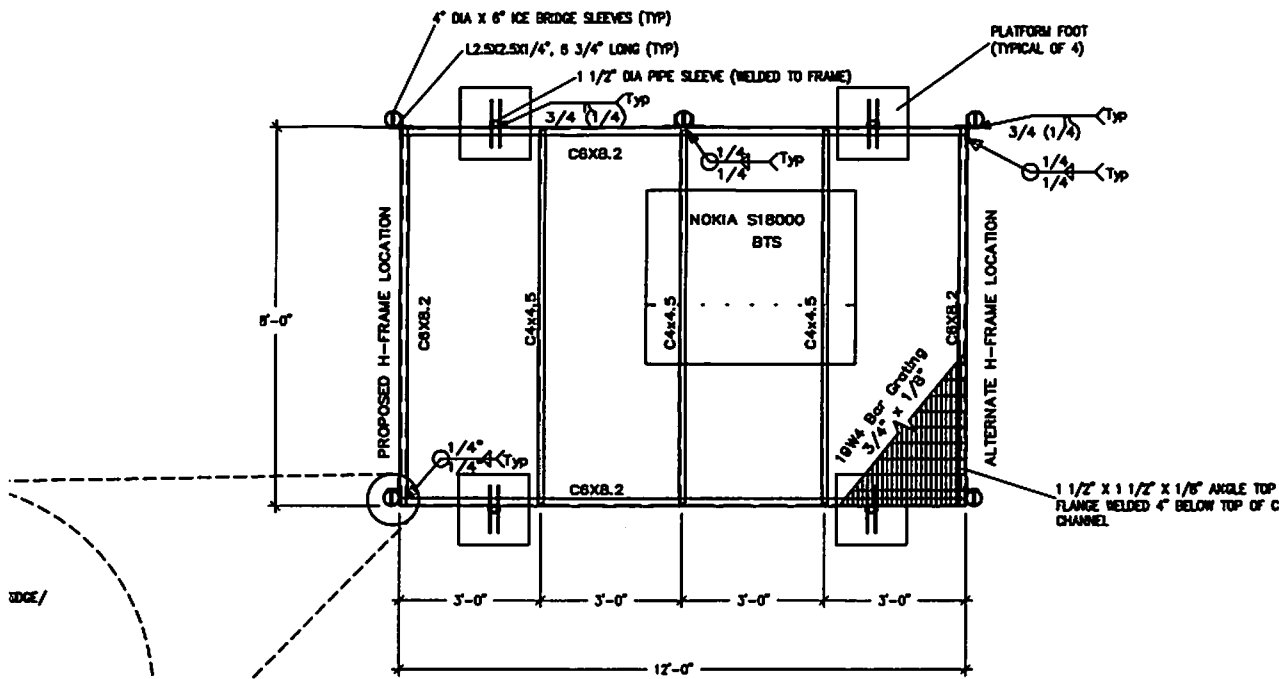 4" DIA X 6" ICE BRIDGE SLEEVES (TYP)
L2.5X2.5X1/4", 6 3/4" LONG (TYP)
1 1/2" DIA PIPE SLEEVE (WELDED TO FRAME)
PLATFORM FOOT
(TYPICAL OF 4)
Typ
3/4 (1/4)
Typ
3/4 (1/4)
C6X8.2
1/4
1/4
Typ
1/4
1/4
Typ
NOKIA S18000
BTS
8'-0"
PROPOSED H-FRAME LOCATION
C6X8.2
C4x4.5
C4x4.5
C4x4.5
C6X8.2
ALTERNATE H-FRAME LOCATION
19W4 Bar Grating
3/4" x 1/8"
1/4"
1/4"
Typ
C6X8.2
1 1/2" X 1 1/2" X 1/8" ANGLE TOP
FLANGE WELDED 4" BELOW TOP OF C
CHANNEL
3'-0"
3'-0"
3'-0"
3'-0"
12'-0"